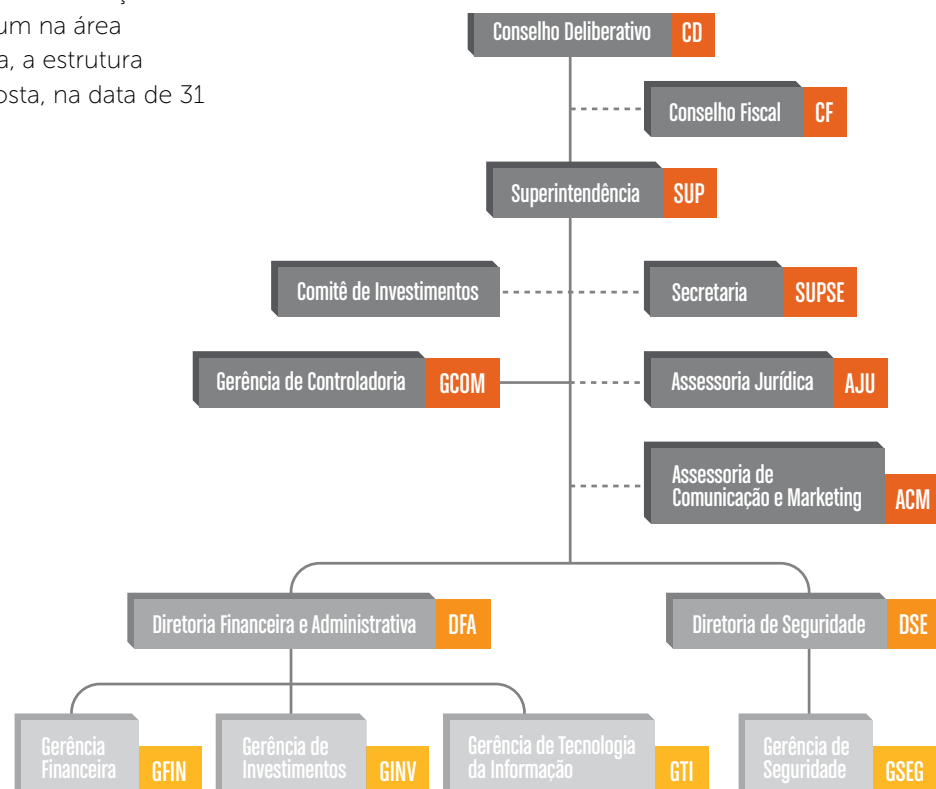 um na área
a, a estrutura
osta, na data de 31
Conselho Deliberativo CD
Conselho Fiscal CF
Superintendência SUP
Comitê de Investimentos
Secretaria SUPSE
Gerência de Controladoria GCOM
Assessoria Jurídica AJU
Assessoria de
Comunicação e Marketing ACM
Diretoria Financeira e Administrativa DFA
Diretoria de Seguridade DSE
Gerência
Financeira GFIN
Gerência de
Investimentos GINV
Gerência de Tecnologia
da Informação GTI
Gerência de
Seguridade GSEG